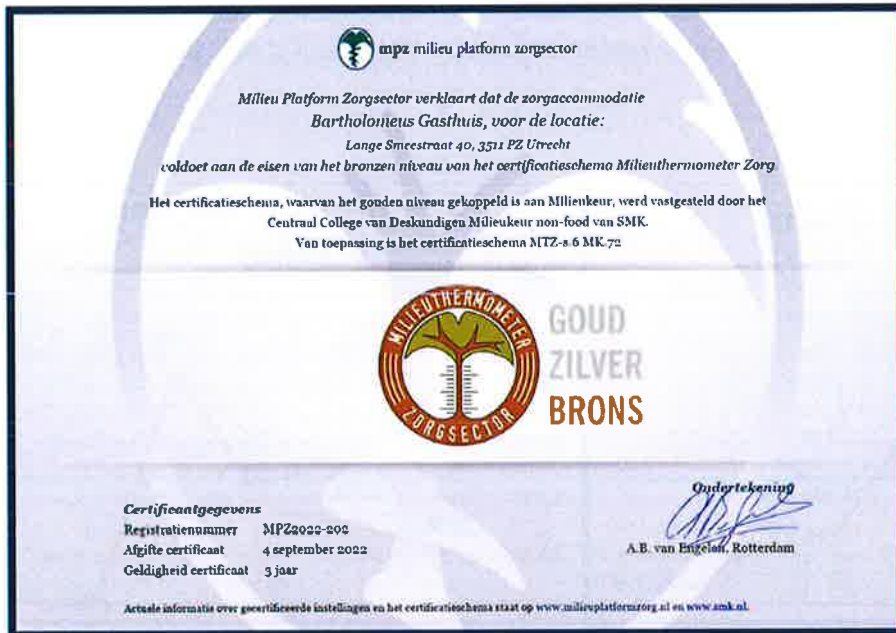 mpz milieu platform zorgsector
Milieu Platform Zorgsector verklaart dat de zorgaccommodatie
Bartholomeus Gasthuis, voor de locatie:
Lange Smeestraat 40, 3511 PZ Utrecht
voldoet aan de eisen van het bronzen niveau van het certificatieschema Milieuthermometer Zorg
Het certificatieschema, waarvan het gouden niveau gekoppeld is aan Milieukeur, werd vastgesteld door het
Centraal College van Deskundigen Milieukeur non-food van SMK.
Van toepassing is het certificatieschema MTZ-s.6 MK.72
MILIEUTHERMOMETER
ZORGSECTOR
GOUD
ZILVER
BRONS
Certificaatgegevens
Registratienummer MPZ2022-202
Afgifte certificaat 4 september 2022
Geldigheid certificaat 3 jaar
Ondertekening
A.B. van Engelen, Rotterdam
Actuele informatie over gecertificeerde instellingen en het certificatieschema staat op www.milieuplatformzorg.nl en www.smk.nl.